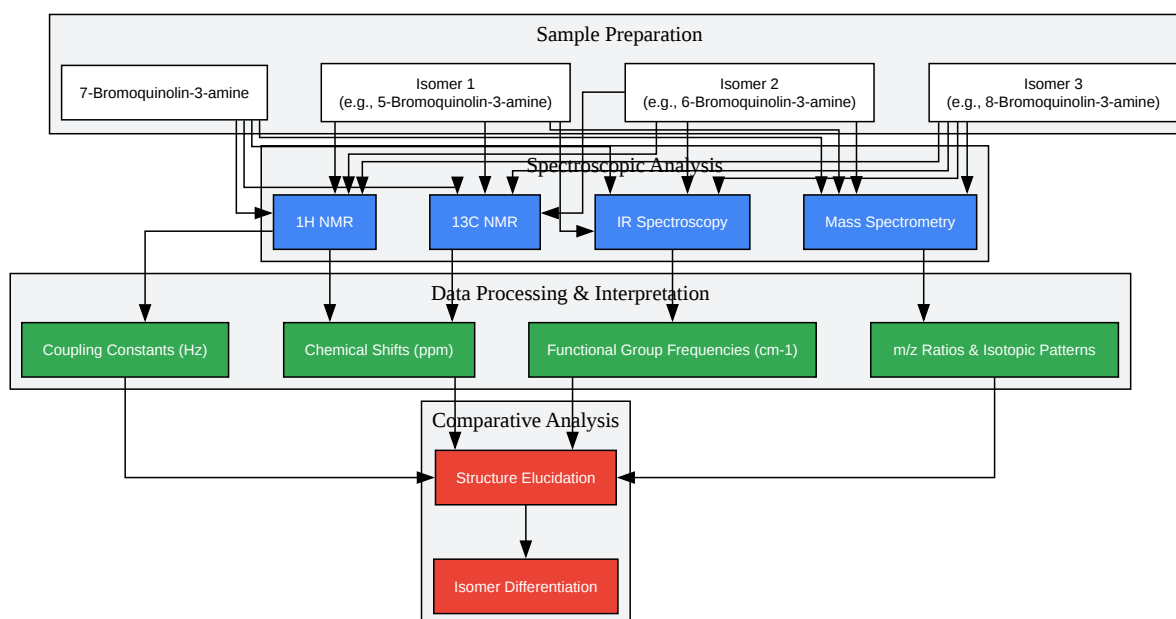 Sample Preparation
7-Bromoquinolin-3-amine
Isomer 1
(e.g., 5-Bromoquinolin-3-amine)
Isomer 2
(e.g., 6-Bromoquinolin-3-amine)
Isomer 3
(e.g., 8-Bromoquinolin-3-amine)
Spectroscopic Analysis
1H NMR
13C NMR
IR Spectroscopy
Mass Spectrometry
Data Processing & Interpretation
Coupling Constants (Hz)
Chemical Shifts (ppm)
Functional Group Frequencies (cm-1)
m/z Ratios & Isotopic Patterns
Comparative Analysis
Structure Elucidation
Isomer Differentiation